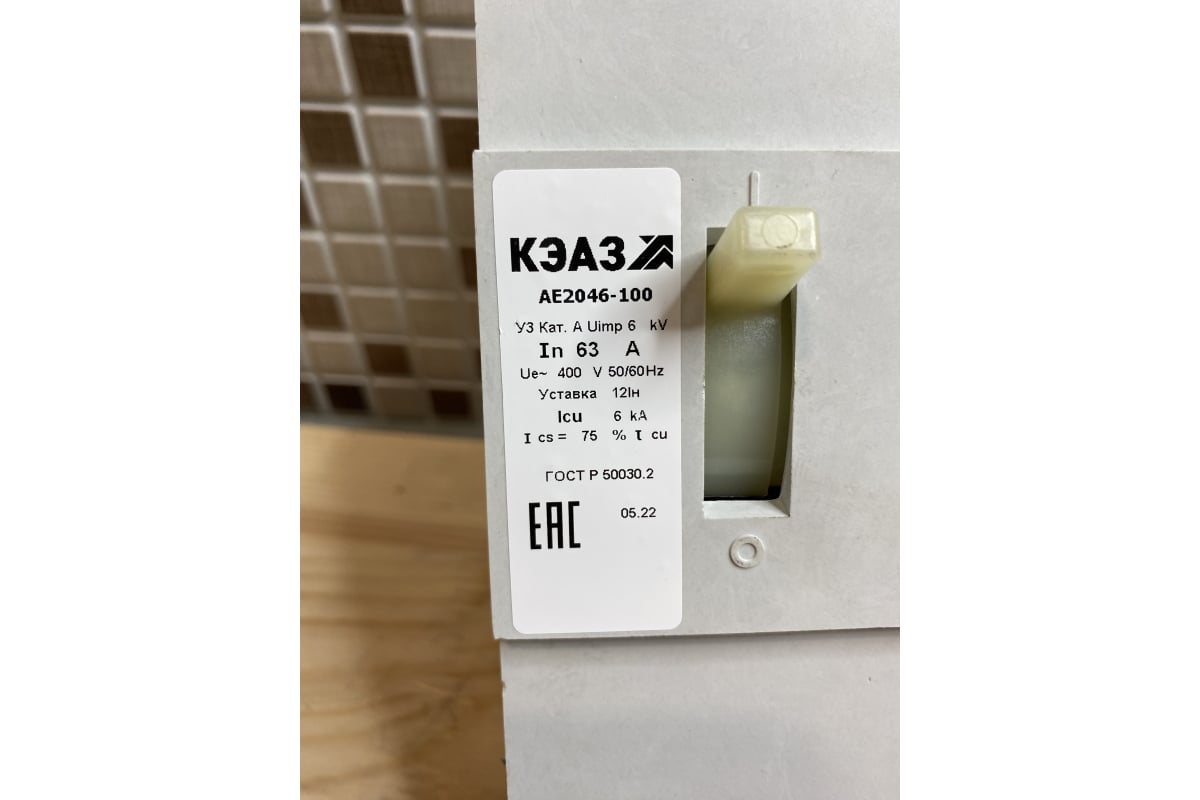 КЭАЗ
АЕ2046-100
У3 Кат. А Uimp 6 kV
In 63 A
Ue~ 400 V 50/60Hz
Уставка 12Iн
Icu 6 kA
I cs = 75 % τ cu
ГОСТ Р 50030.2
EAC 05.22